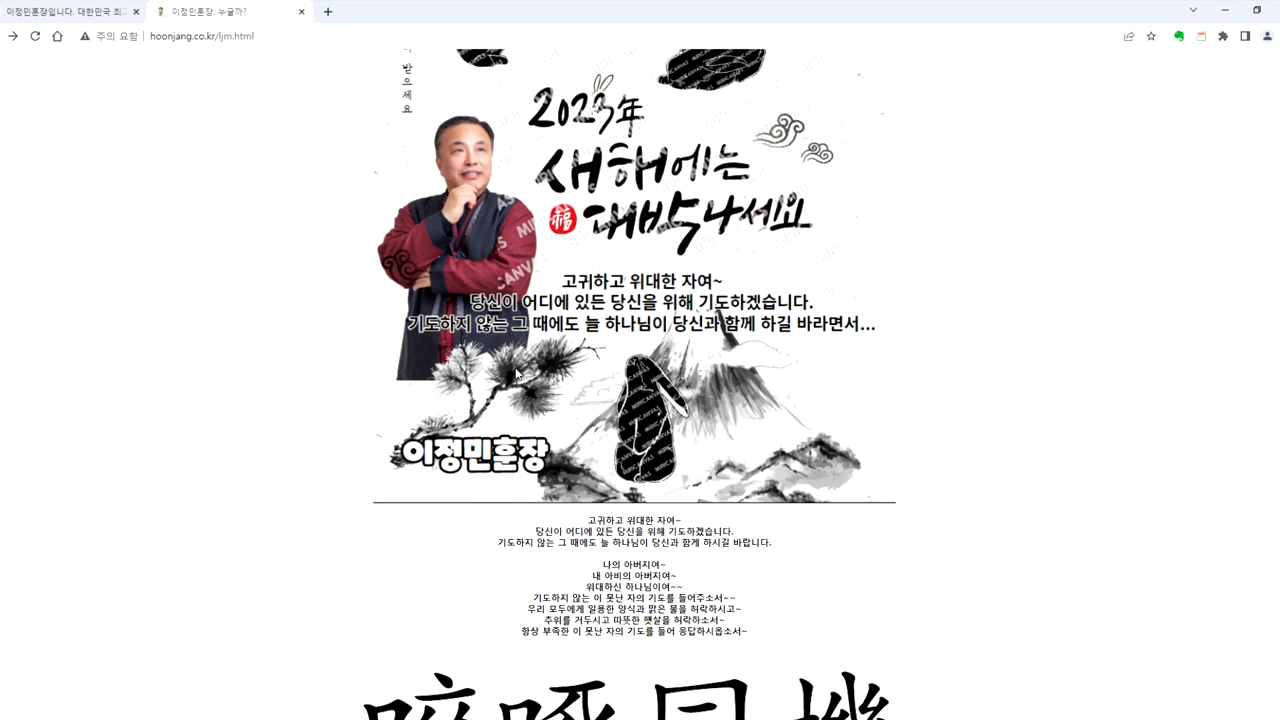 이정민훈장입니다. 대한민국 최고
이정민훈장. 누굴까?
주의 요함
hoonjang.co.kr/ljm.html
받으세요
2023年
새해에는
福 대박나세요
고귀하고 위대한 자여~
당신이 어디에 있든 당신을 위해 기도하겠습니다.
기도하지 않는 그 때에도 늘 하나님이 당신과 함께 하길 바라면서...
이정민훈장
고귀하고 위대한 자여~
당신이 어디에 있든 당신을 위해 기도하겠습니다.
기도하지 않는 그 때에도 늘 하나님이 당신과 함게 하시길 바랍니다.
나의 아버지여~
내 아비의 아버지여~
위대하신 하나님이여~~
기도하지 않는 이 못난 자의 기도를 들어주소서~~
우리 모두에게 일용한 양식과 맑은 물을 허락하시고~
추위를 거두시고 따뜻한 햇살을 허락하소서~
항상 부족한 이 못난 자의 기도를 들어 응답하시옵소서~